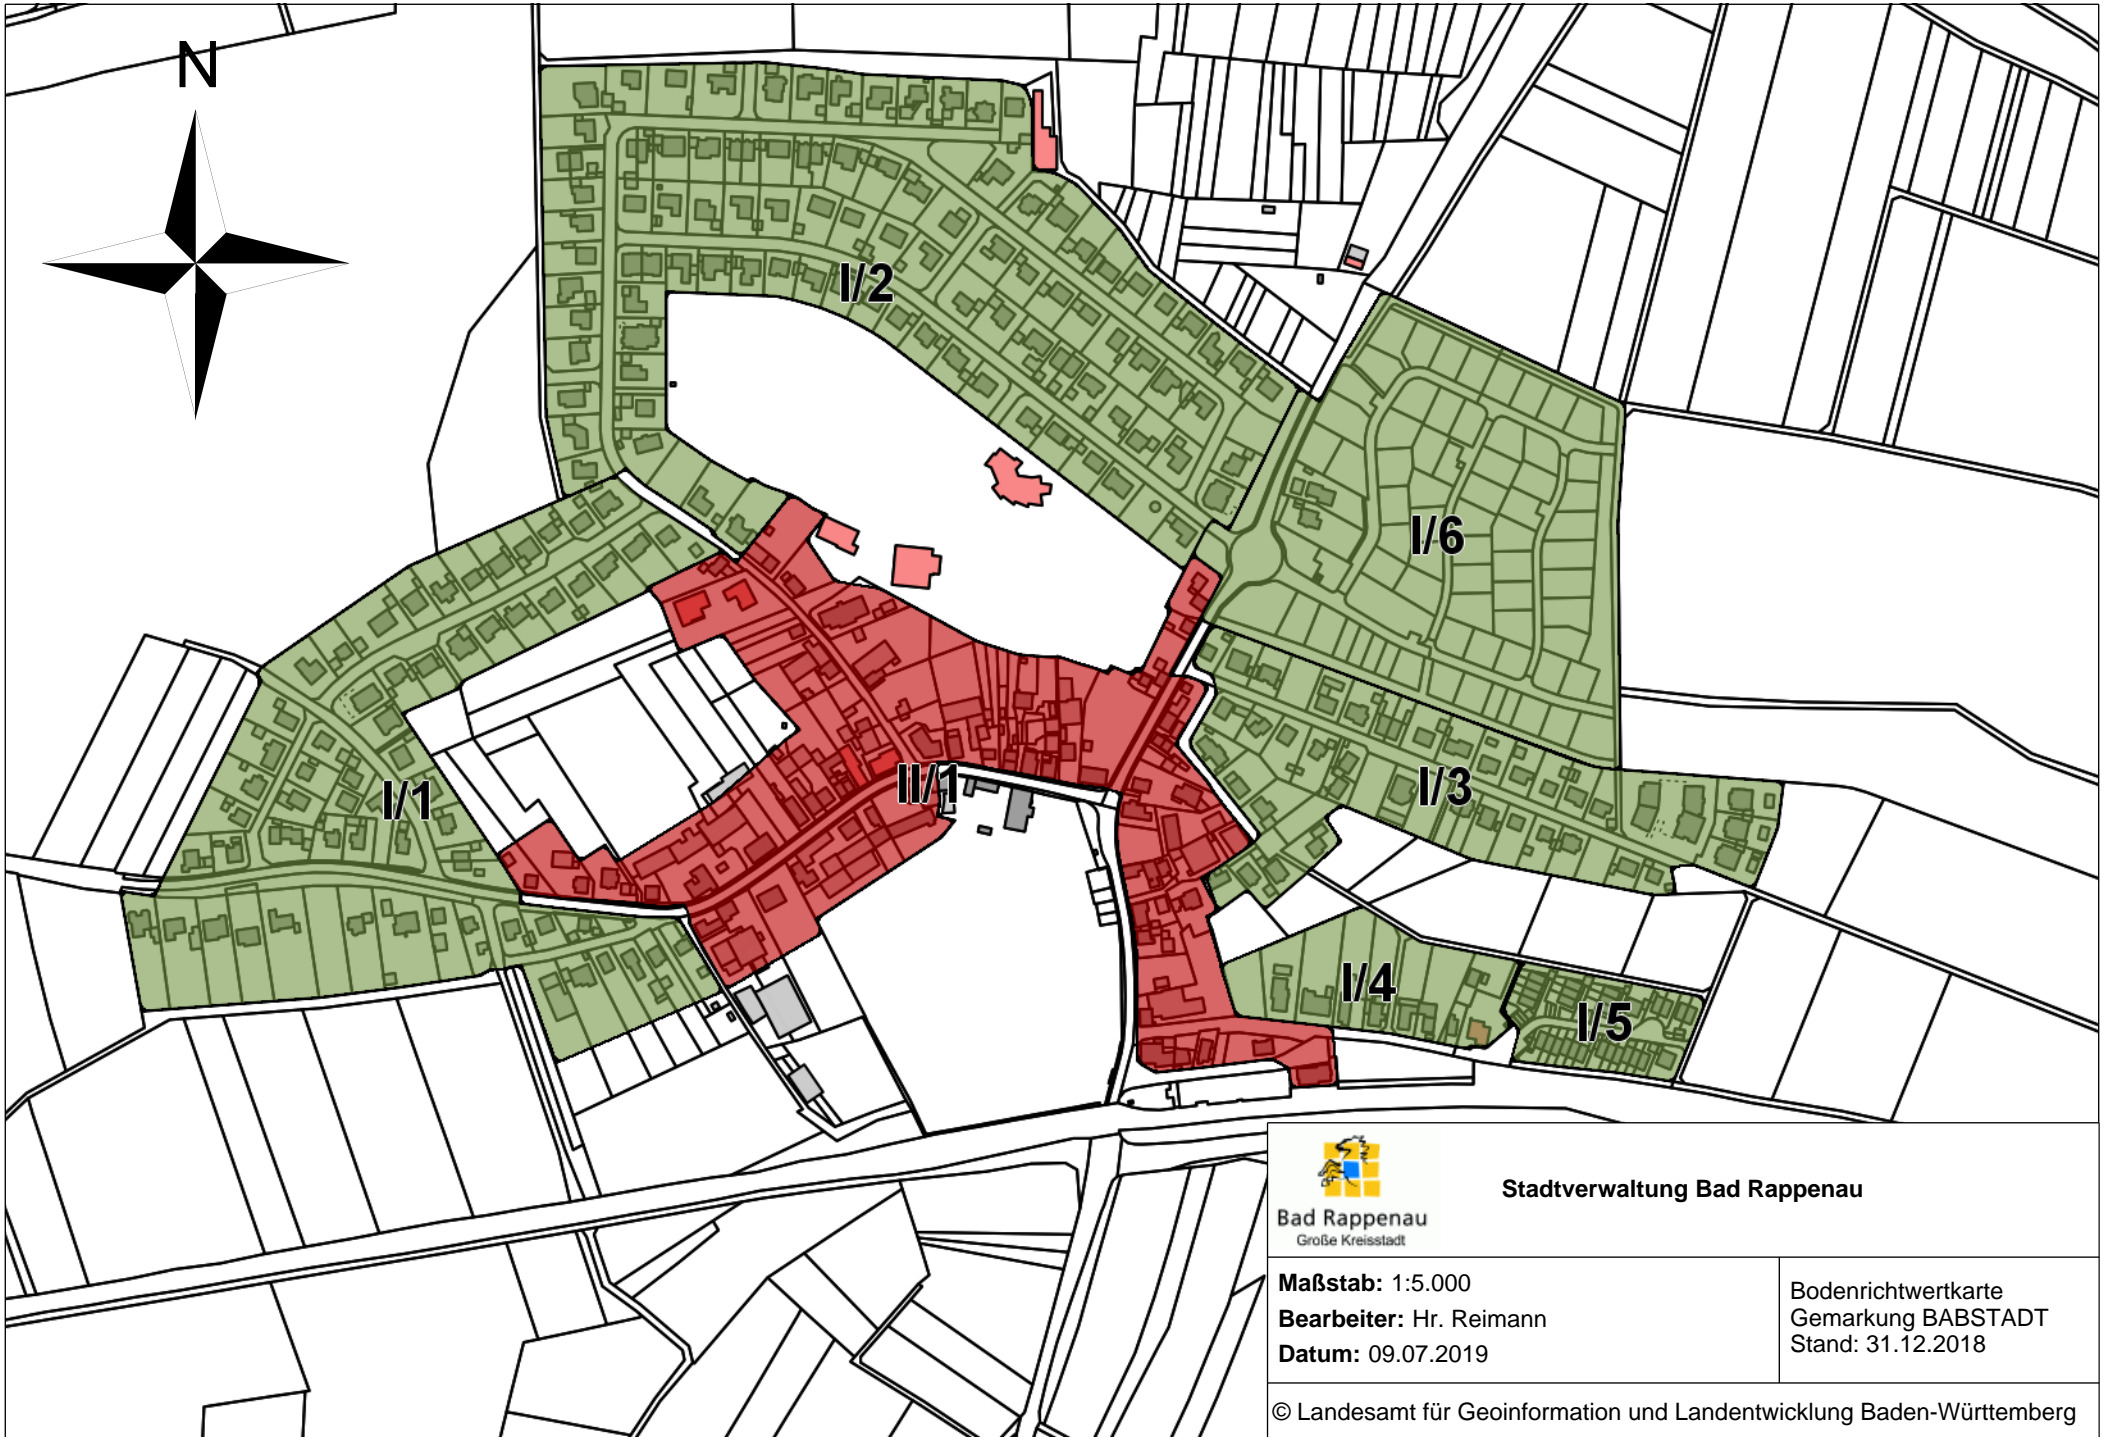 N
I/2
I/6
I/1
II/1
I/3
I/4
I/5
Bad Rappenau
Große Kreisstadt
Stadtverwaltung Bad Rappenau
Maßstab: 1:5.000
Bearbeiter: Hr. Reimann
Datum: 09.07.2019
Bodenrichtwertkarte
Gemarkung BABSTADT
Stand: 31.12.2018
© Landesamt für Geoinformation und Landentwicklung Baden-Württemberg